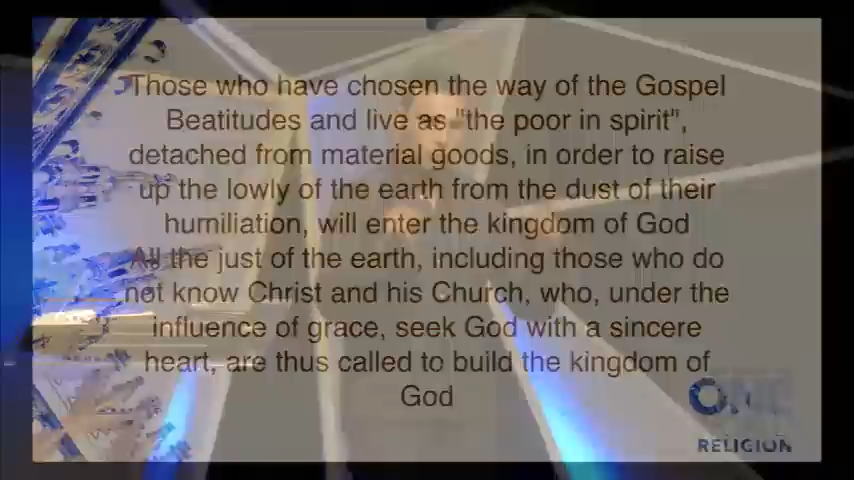 Those who have chosen the way of the Gospel
Beatitudes and live as "the poor in spirit",
detached from material goods, in order to raise
up the lowly of the earth from the dust of their
humiliation, will enter the kingdom of God
All the just of the earth, including those who do
not know Christ and his Church, who, under the
influence of grace, seek God with a sincere
heart, are thus called to build the kingdom of
God
ONE
RELIGION